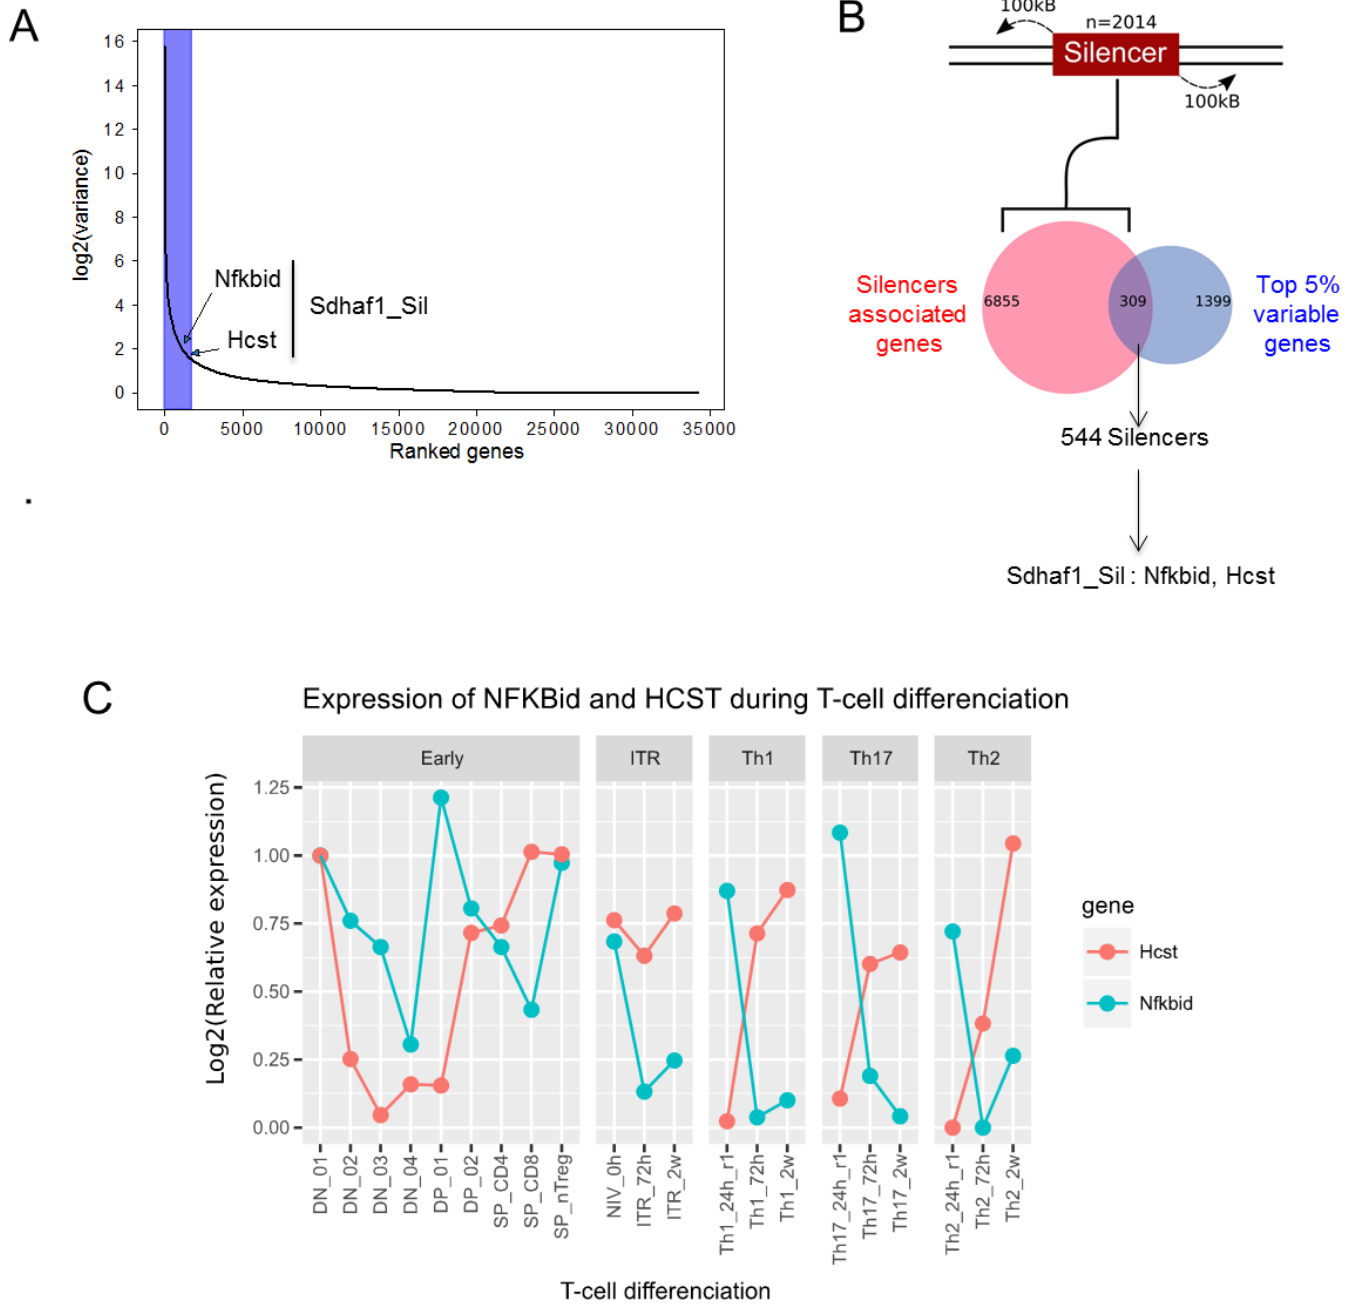 A
log2(variance)
16
14
12
10
8
6
4
2
0
Nfkbid
Hcst
Sdhaf1_Sil
0 5000 10000 15000 20000 25000 30000 35000
Ranked genes
.
B
100kB
n=2014
Silencer
100kB
Silencers
associated
genes
6855
309
1399
Top 5%
variable
genes
544 Silencers
Sdhaf1_Sil : Nfkbid, Hcst
C
Expression of NFKBid and HCST during T-cell differenciation
Early ITR Th1 Th17 Th2
Log2(Relative expression)
1.25
1.00
0.75
0.50
0.25
0.00
DN_01
DN_02
DN_03
DN_04
DP_01
DP_02
SP_CD4
SP_CD8
SP_nTreg
NIV_0h
ITR_72h
ITR_2w
Th1_24h_r1
Th1_72h
Th1_2w
Th17_24h_r1
Th17_72h
Th17_2w
Th2_24h_r1
Th2_72h
Th2_2w
T-cell differenciation
gene
Hcst
Nfkbid